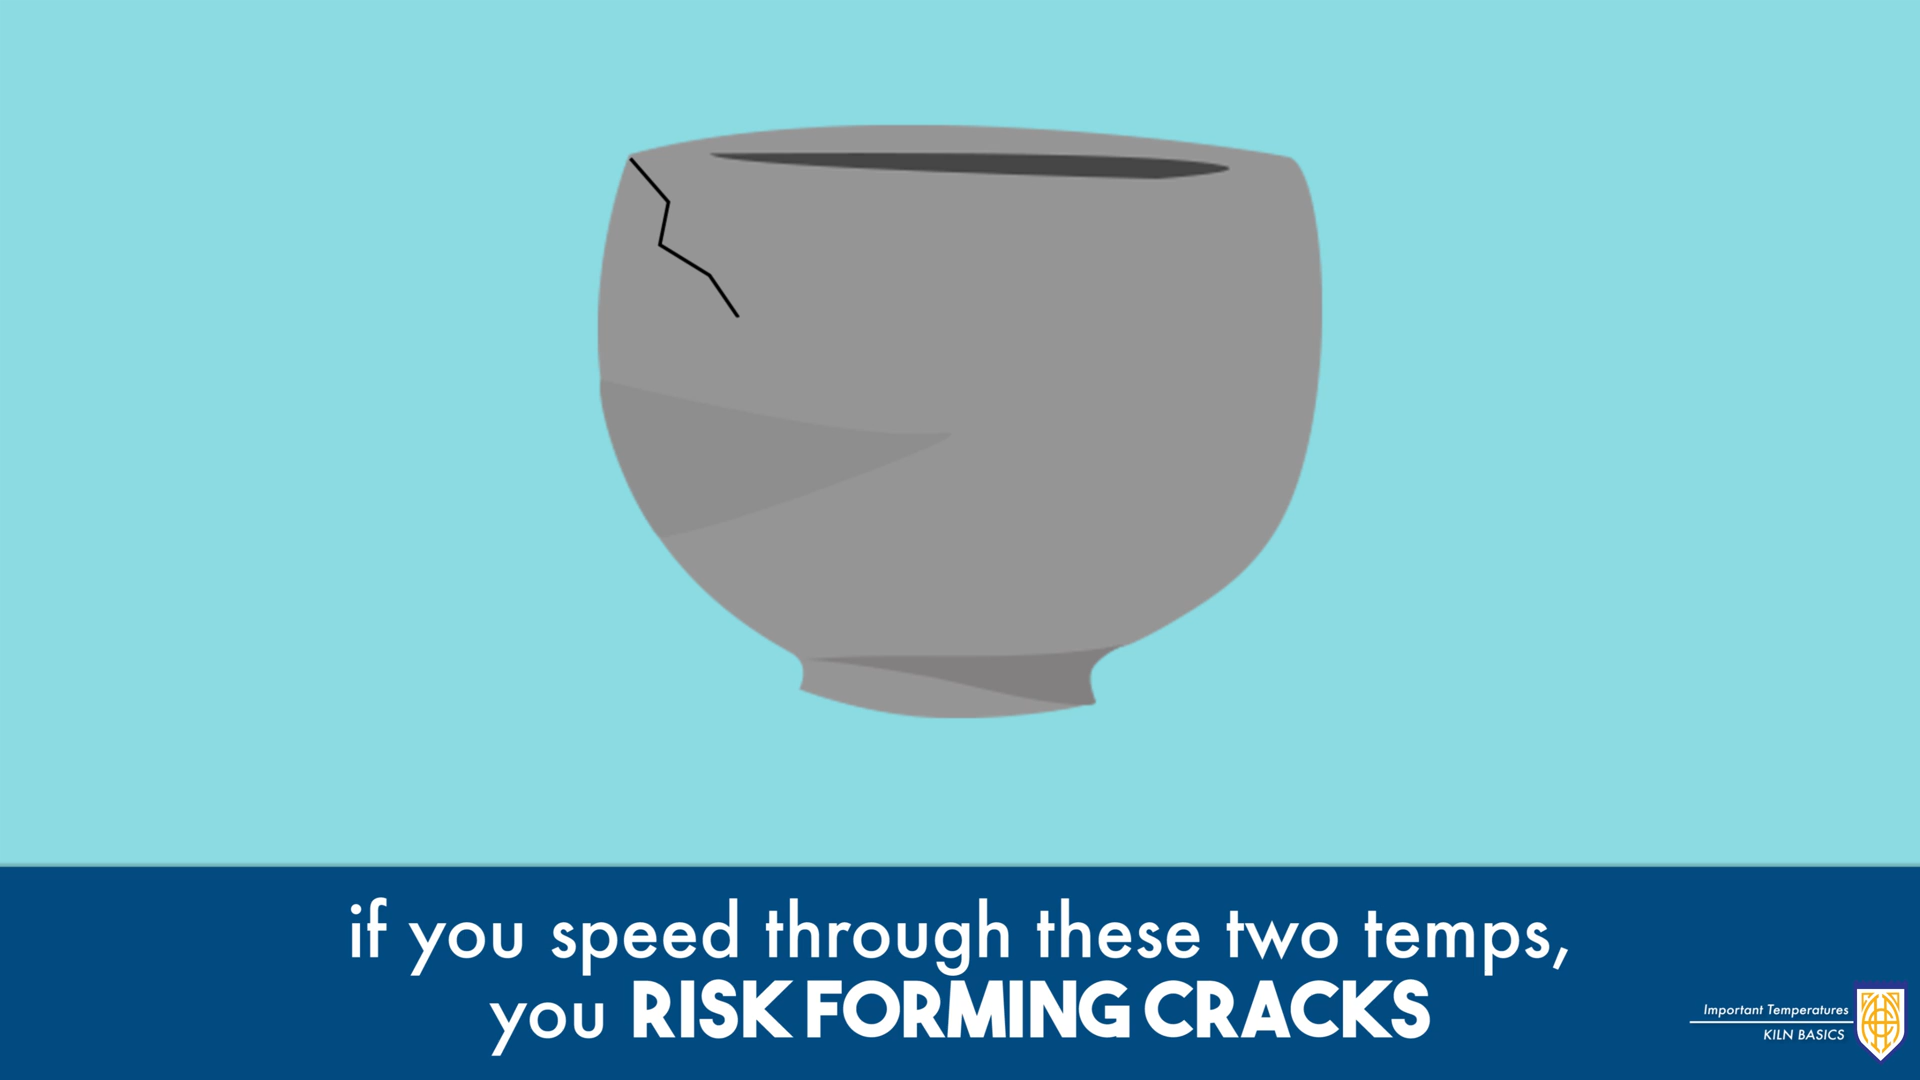 if you speed through these two temps,
you RISK FORMING CRACKS
Important Temperatures
KILN BASICS